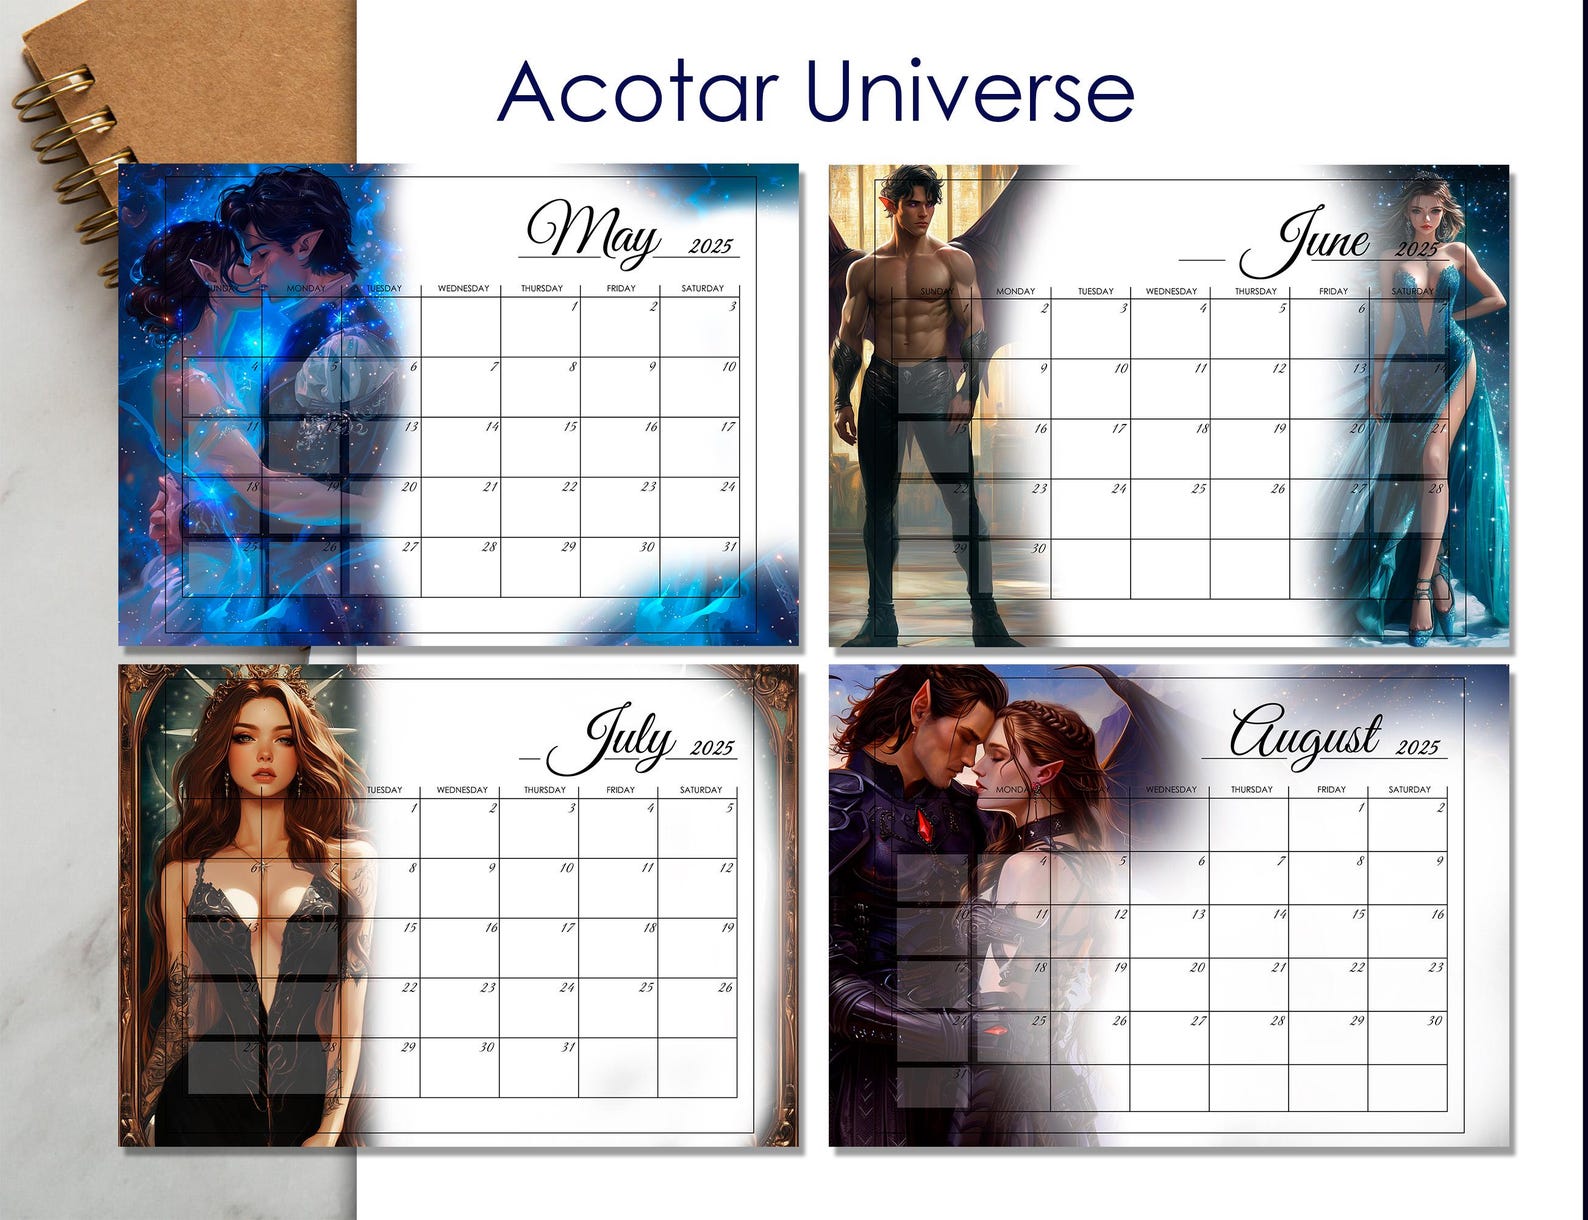 Acotar Universe
May 2025
SUNDAY MONDAY TUESDAY WEDNESDAY THURSDAY FRIDAY SATURDAY
1 2 3
4 5 6 7 8 9 10
11 12 13 14 15 16 17
18 19 20 21 22 23 24
25 26 27 28 29 30 31
June 2025
SUNDAY MONDAY TUESDAY WEDNESDAY THURSDAY FRIDAY SATURDAY
1 2 3 4 5 6 7
8 9 10 11 12 13 14
15 16 17 18 19 20 21
22 23 24 25 26 27 28
29 30
July 2025
TUESDAY WEDNESDAY THURSDAY FRIDAY SATURDAY
1 2 3 4 5
6 7 8 9 10 11 12
13 14 15 16 17 18 19
20 21 22 23 24 25 26
27 28 29 30 31
August 2025
MONDAY WEDNESDAY THURSDAY FRIDAY SATURDAY
1 2
3 4 5 6 7 8 9
10 11 12 13 14 15 16
17 18 19 20 21 22 23
24 25 26 27 28 29 30
31